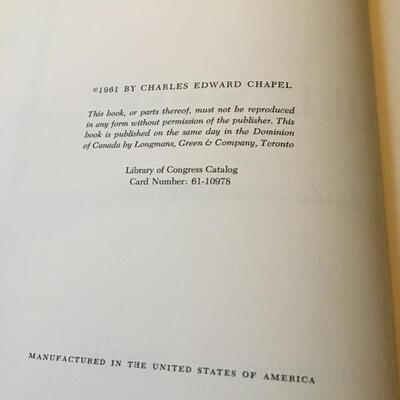 ©1961 BY CHARLES EDWARD CHAPEL
This book, or parts thereof, must not be reproduced
in any form without permission of the publisher. This
book is published on the same day in the Dominion
of Canada by Longmans, Green & Company, Toronto
Library of Congress Catalog
Card Number: 61-10978
MANUFACTURED IN THE UNITED STATES OF AMERICA